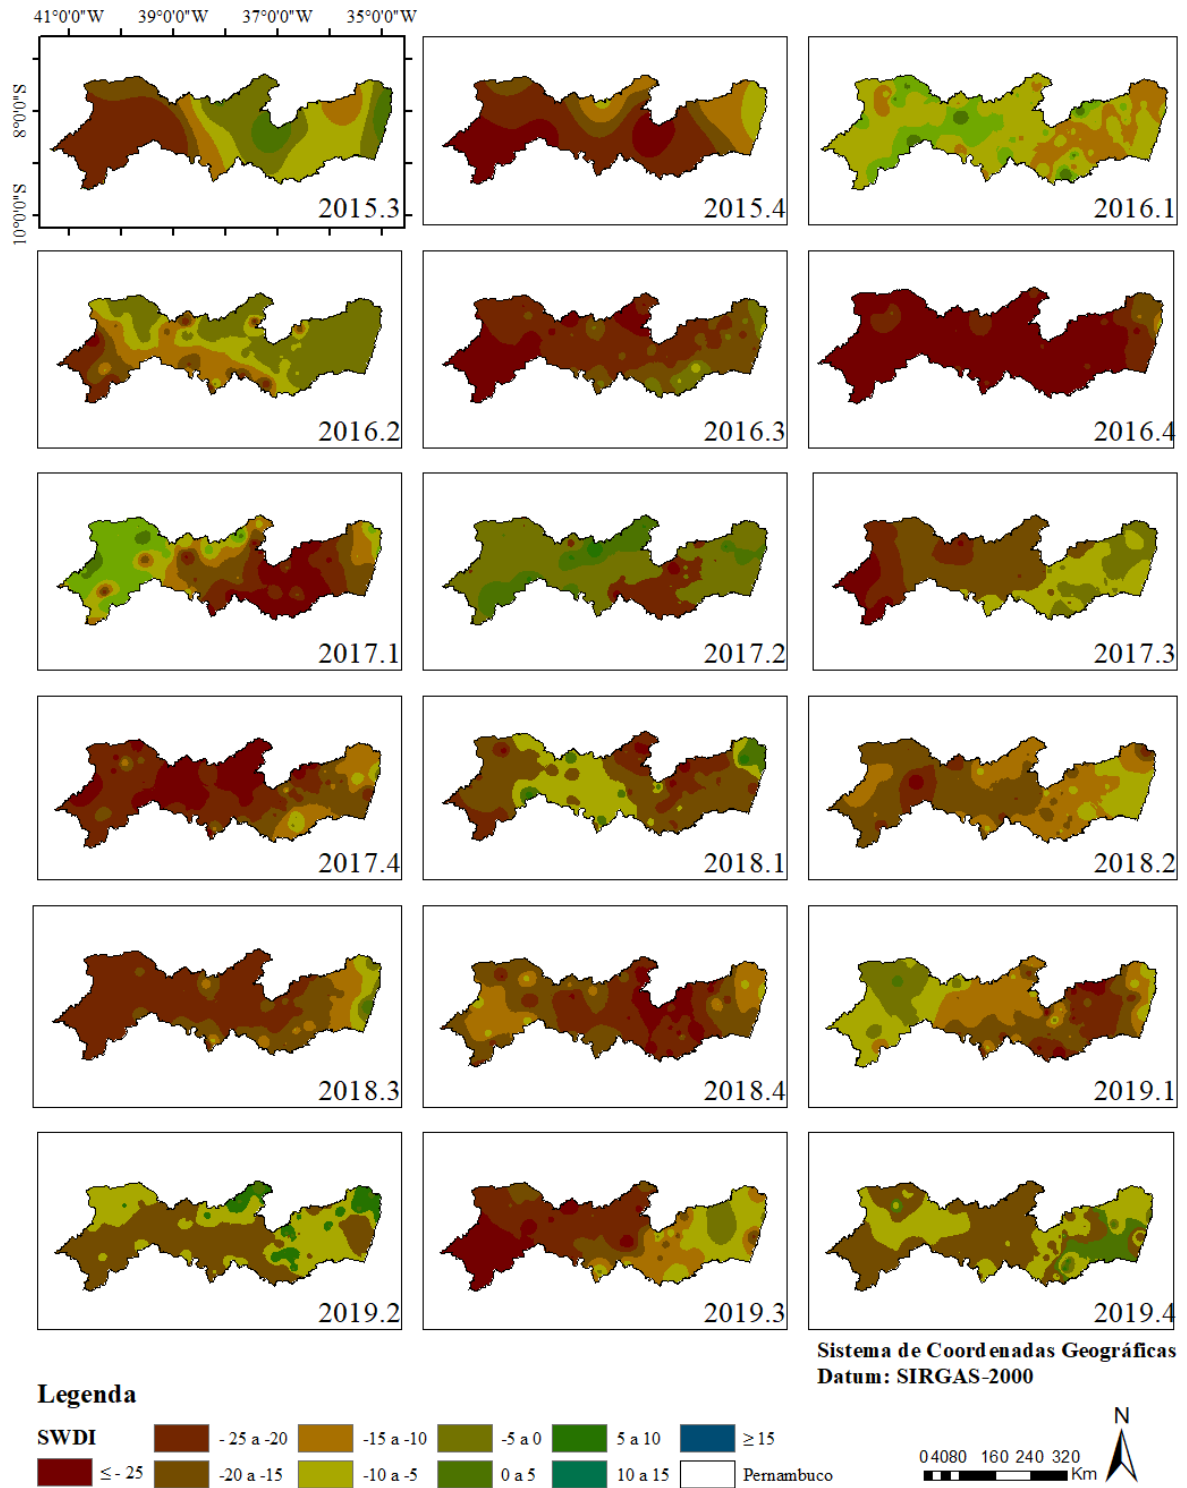 41°0'0"W 39°0'0"W 37°0'0"W 35°0'0"W
8°0'0"S
10°0'0"S
2015.3
2015.4
2016.1
2016.2
2016.3
2016.4
2017.1
2017.2
2017.3
2017.4
2018.1
2018.2
2018.3
2018.4
2019.1
2019.2
2019.3
2019.4
Sistema de Coordenadas Geográficas
Datum: SIRGAS-2000
Legenda
SWDI
- 25 a -20
-15 a -10
-5 a 0
5 a 10
≥ 15
≤ - 25
-20 a -15
-10 a -5
0 a 5
10 a 15
Pernambuco
N
0 40 80 160 240 320
Km